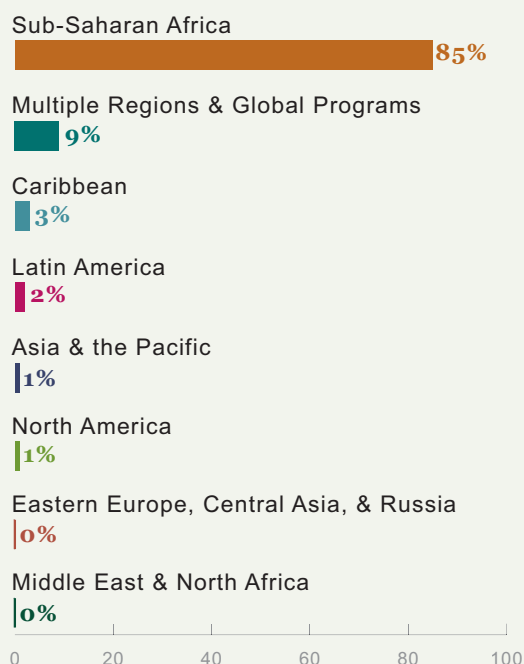 Sub-Saharan Africa
85%
Multiple Regions & Global Programs
9%
Caribbean
3%
Latin America
2%
Asia & the Pacific
1%
North America
1%
Eastern Europe, Central Asia, & Russia
0%
Middle East & North Africa
0%
0 20 40 60 80 100